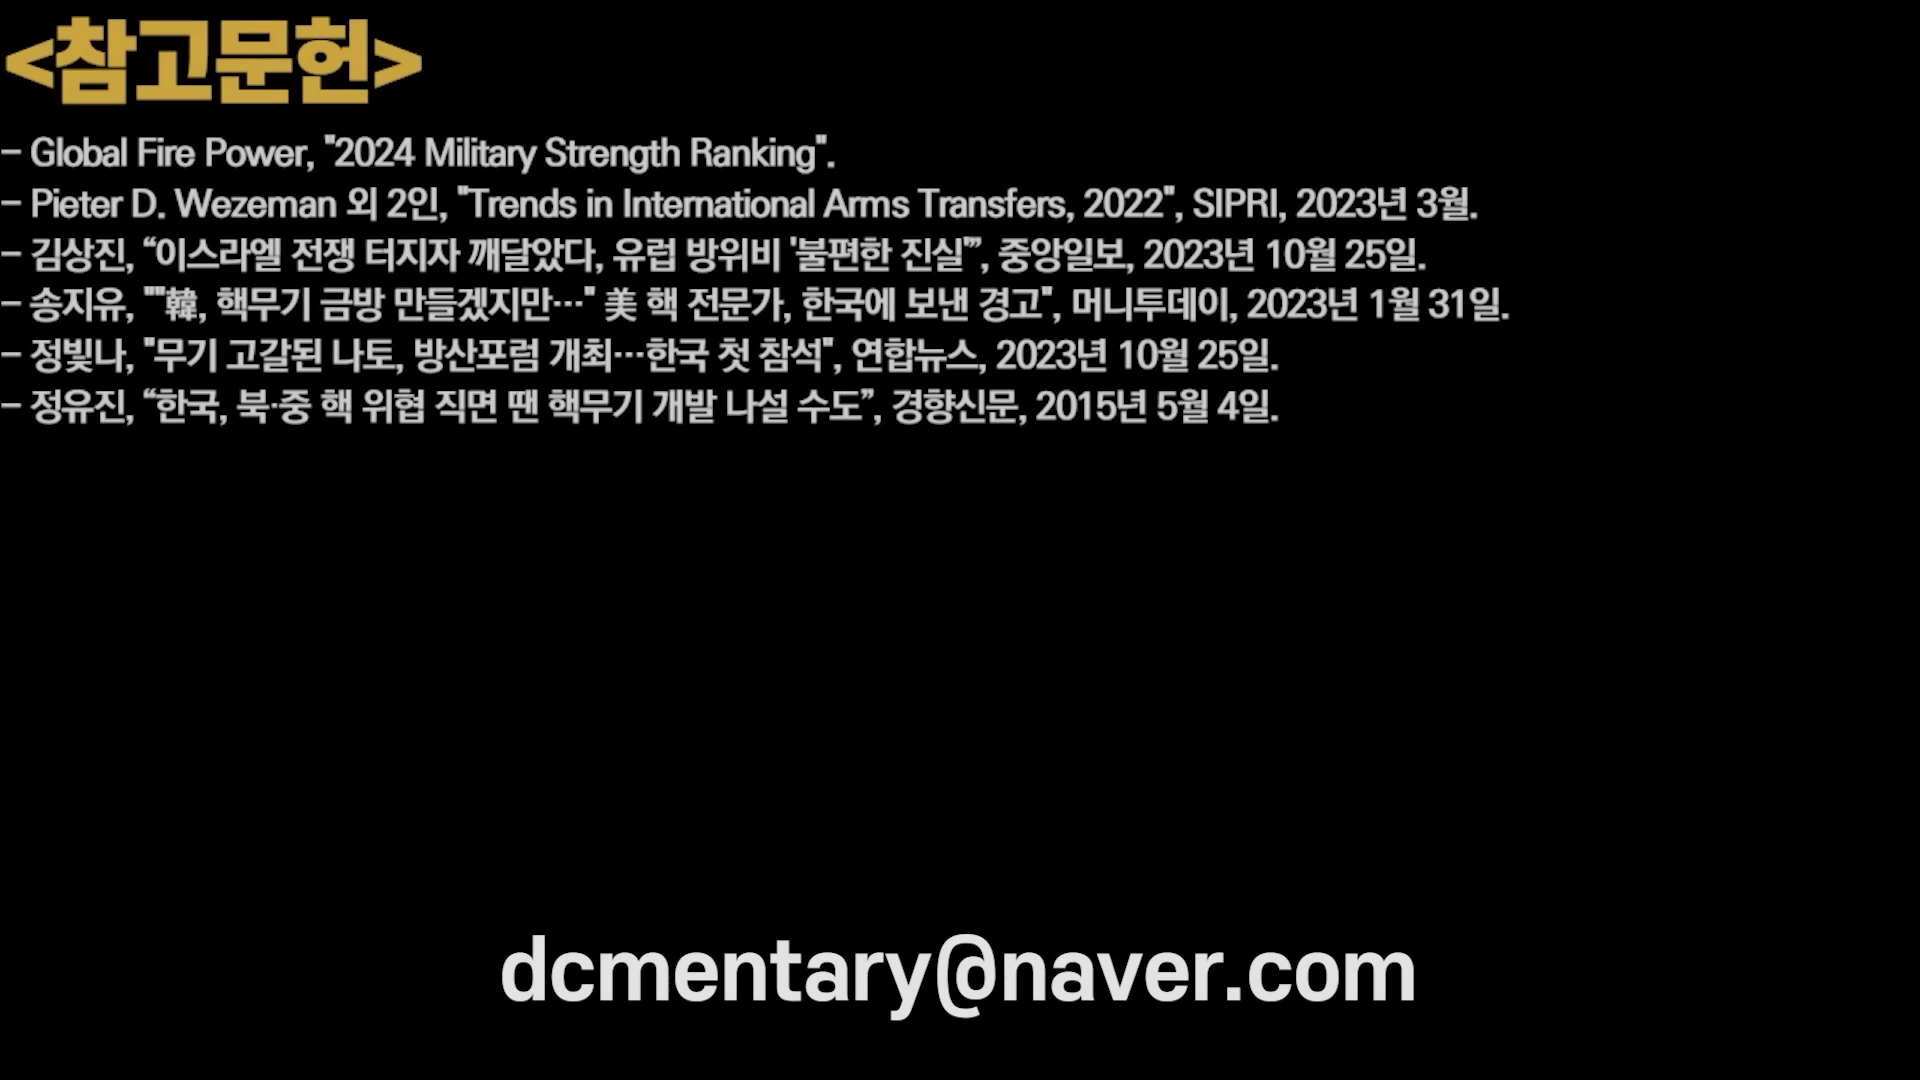 <참고문헌>
- Global Fire Power, "2024 Military Strength Ranking".
- Pieter D. Wezeman 외 2인, "Trends in International Arms Transfers, 2022", SIPRI, 2023년 3월.
- 김상진, “이스라엘 전쟁 터지자 깨달았다, 유럽 방위비 '불편한 진실'”, 중앙일보, 2023년 10월 25일.
- 송지유, ""韓, 핵무기 금방 만들겠지만…" 美 핵 전문가, 한국에 보낸 경고", 머니투데이, 2023년 1월 31일.
- 정빛나, "무기 고갈된 나토, 방산포럼 개최…한국 첫 참석", 연합뉴스, 2023년 10월 25일.
- 정유진, “한국, 북·중 핵 위협 직면 땐 핵무기 개발 나설 수도”, 경향신문, 2015년 5월 4일.
dcmentary@naver.com